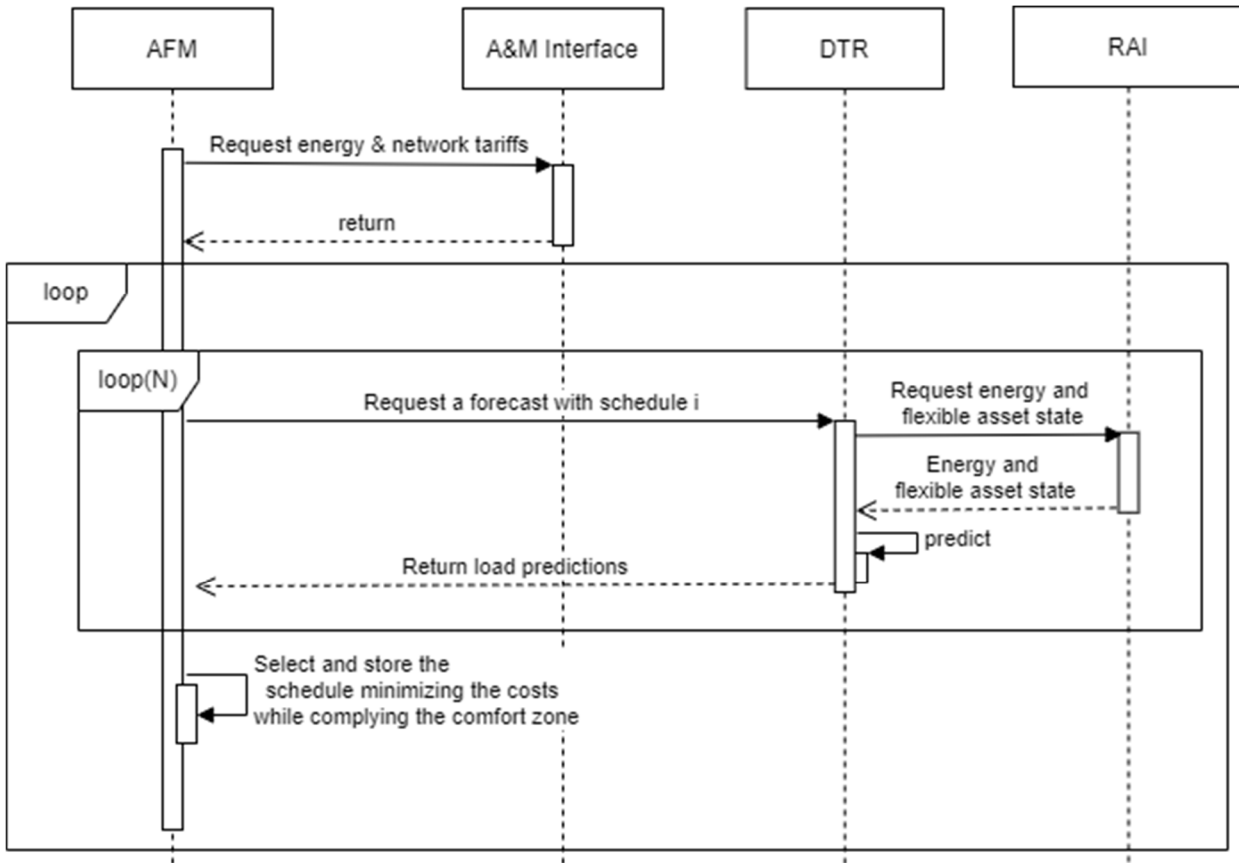 AFM
A&M Interface
DTR
RAI
Request energy & network tariffs
return
loop
loop(N)
Request a forecast with schedule i
Request energy and
flexible asset state
Energy and
flexible asset state
predict
Return load predictions
Select and store the
schedule minimizing the costs
while complying the comfort zone